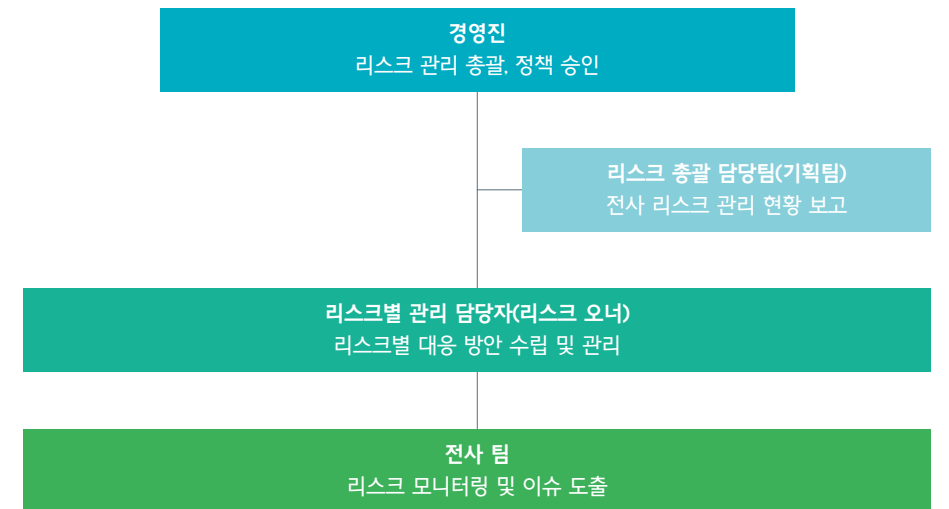 경영진
리스크 관리 총괄, 정책 승인
리스크 총괄 담당팀(기획팀)
전사 리스크 관리 현황 보고
리스크별 관리 담당자(리스크 오너)
리스크별 대응 방안 수립 및 관리
전사 팀
리스크 모니터링 및 이슈 도출